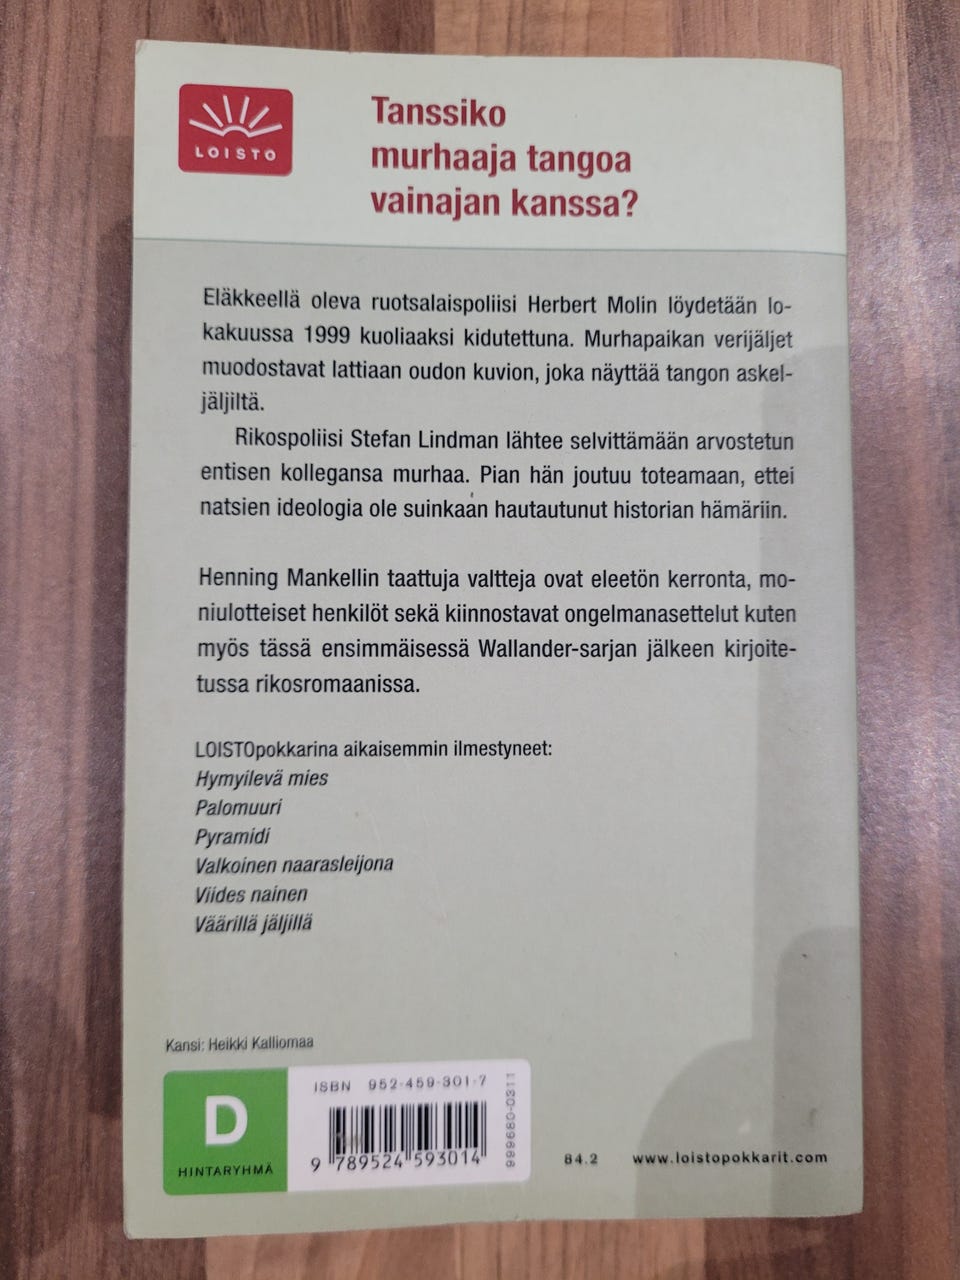 LOISTO
Tanssiko
murhaaja tangoa
vainajan kanssa?
Eläkkeellä oleva ruotsalaispoliisi Herbert Molin löydetään lo-
kakuussa 1999 kuoliaaksi kidutettuna. Murhapaikan verijäljet
muodostavat lattiaan oudon kuvion, joka näyttää tangon askel-
jäljiltä.
Rikospoliisi Stefan Lindman lähtee selvittämään arvostetun
entisen kollegansa murhaa. Pian hän joutuu toteamaan, ettei
natsien ideologia ole suinkaan hautautunut historian hämäriin.
Henning Mankellin taattuja valtteja ovat eleetön kerronta, mo-
niulotteiset henkilöt sekä kiinnostavat ongelmanasettelut kuten
myös tässä ensimmäisessä Wallander-sarjan jälkeen kirjoite-
tussa rikosromaanissa.
LOISTOpokkarina aikaisemmin ilmestyneet:
Hymyilevä mies
Palomuuri
Pyramidi
Valkoinen naarasleijona
Viides nainen
Väärillä jäljillä
Kansi: Heikki Kalliomaa
D
HINTARYHMÄ
ISBN 952-459-301-7
9 789524 593014
999680-0311
84.2 www.loistopokkarit.com